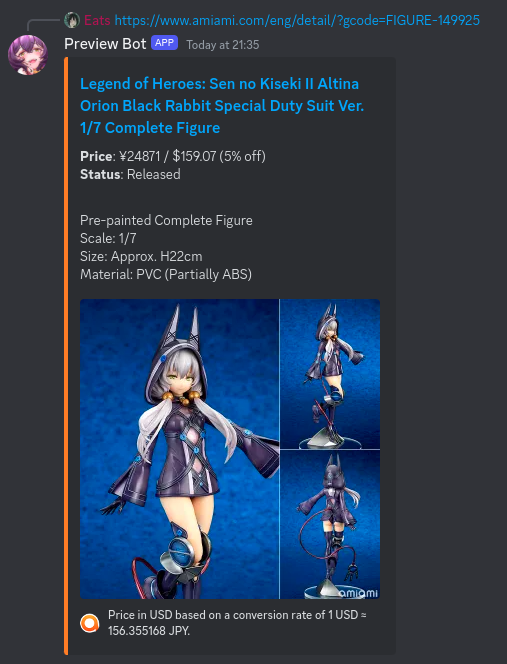 Eats https://www.amiami.com/eng/detail/?gcode=FIGURE-149925
Preview Bot APP Today at 21:35
Legend of Heroes: Sen no Kiseki II Altina
Orion Black Rabbit Special Duty Suit Ver.
1/7 Complete Figure
Price: ¥24871 / $159.07 (5% off)
Status: Released
Pre-painted Complete Figure
Scale: 1/7
Size: Approx. H22cm
Material: PVC (Partially ABS)
amiami
Price in USD based on a conversion rate of 1 USD ≈
156.355168 JPY.